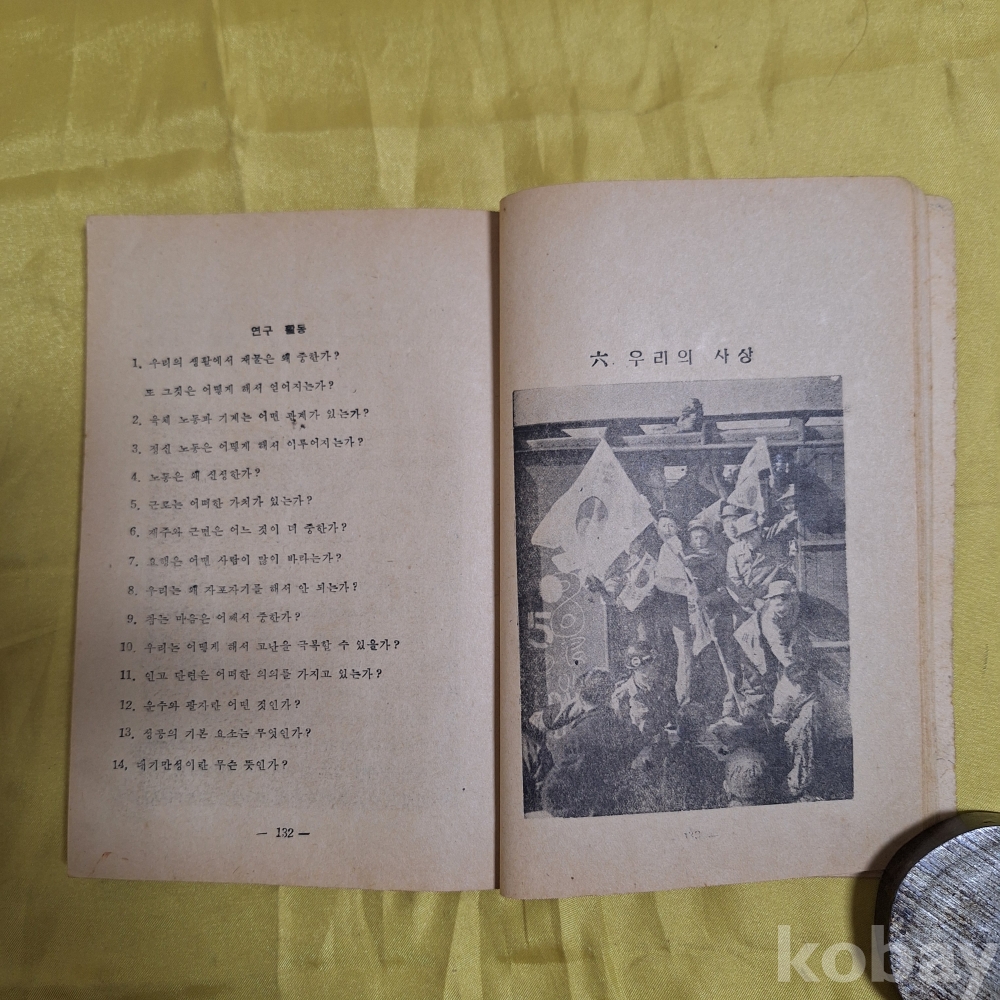 연구 활동
1. 우리의 생활에서 재물은 왜 중한가?
또 그것은 어떻게 해서 얻어지는가?
2. 육체 노동과 기계는 어떤 관계가 있는가?
3. 정신 노동은 어떻게 해서 이루어지는가?
4. 노동은 왜 신성한가?
5. 근로는 어떠한 가치가 있는가?
6. 재주와 근면은 어느 것이 더 중한가?
7. 요행은 어떤 사람이 많이 바라는가?
8. 우리는 왜 자포자기를 해서 안 되는가?
9. 참는 마음은 어째서 중한가?
10. 우리는 어떻게 해서 고난을 극복할 수 있을가?
11. 인고 단련은 어떠한 의의를 가지고 있는가?
12. 운수와 팔자란 어떤 것인가?
13. 성공의 기본 요소는 무엇인가?
14. 대기만성이란 무슨 뜻인가?
— 132 —
六. 우리의 사상
5
kobay